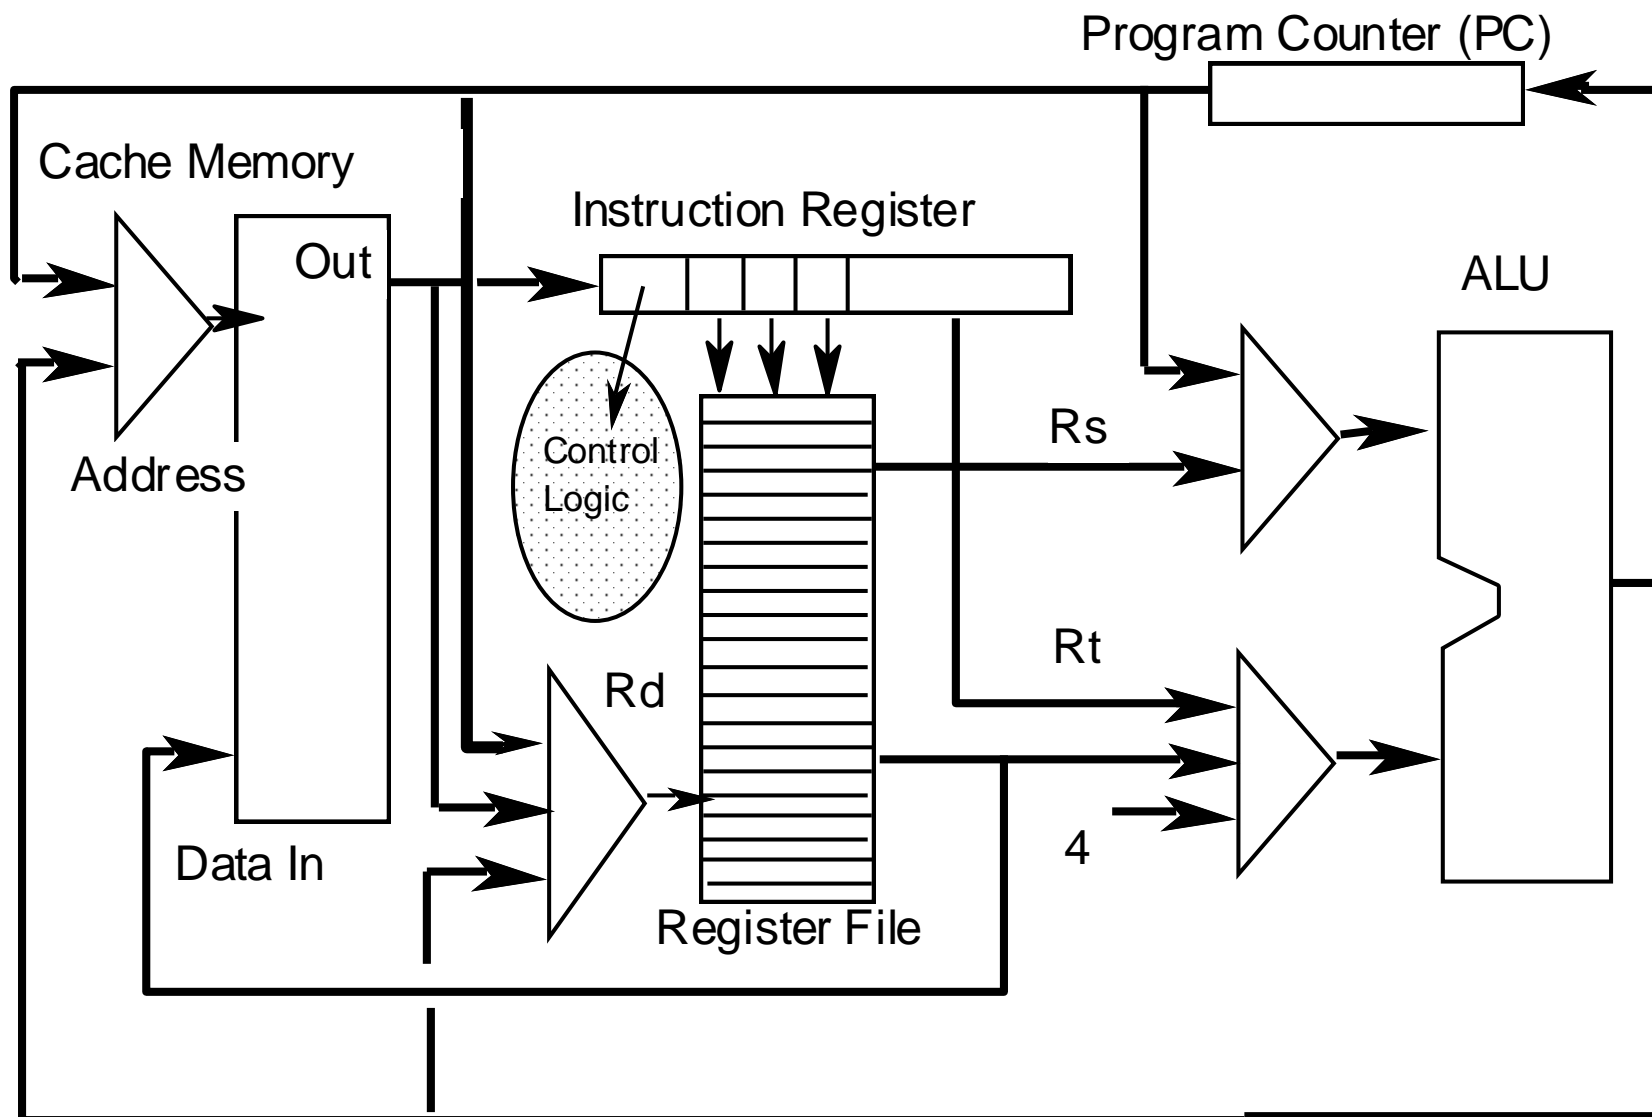 Program Counter (PC)
Cache Memory
Instruction Register
Out
ALU
Rs
Control
Logic
Address
Rt
Rd
4
Data In
Register File